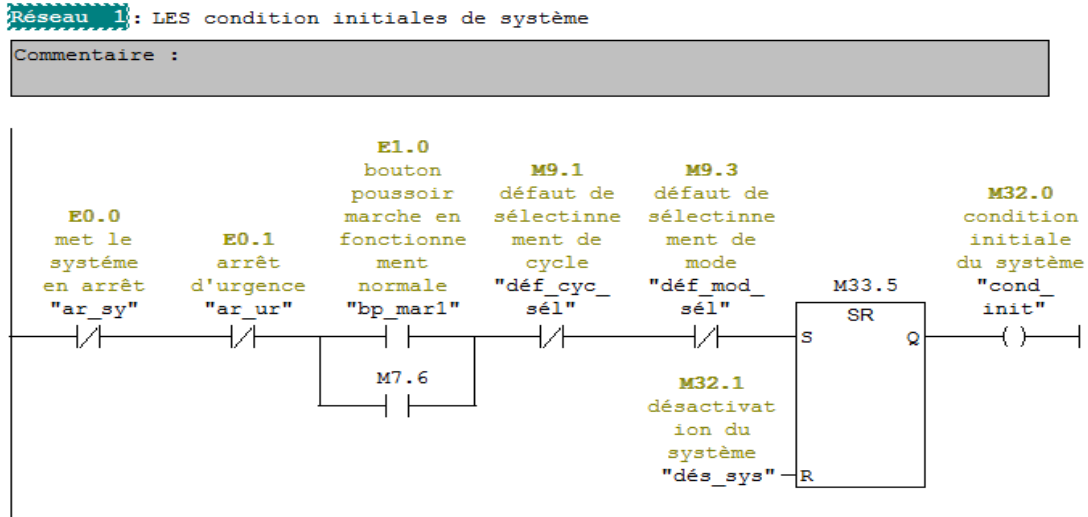 Réseau 1 : LES condition initiales de système
Commentaire :
E0.0
met le
systéme
en arrêt
"ar_sy"
E0.1
arrêt
d'urgence
"ar_ur"
E1.0
bouton
poussoir
marche en
fonctionne
ment
normale
"bp_mar1"
M7.6
M9.1
défaut de
sélectinne
ment de
cycle
"déf_cyc_
sél"
M9.3
défaut de
sélectinne
ment de
mode
"déf_mod_
sél"
M33.5
SR
S
Q
M32.1
désactivat
ion du
système
"dés_sys"
R
M32.0
condition
initiale
du système
"cond_
init"